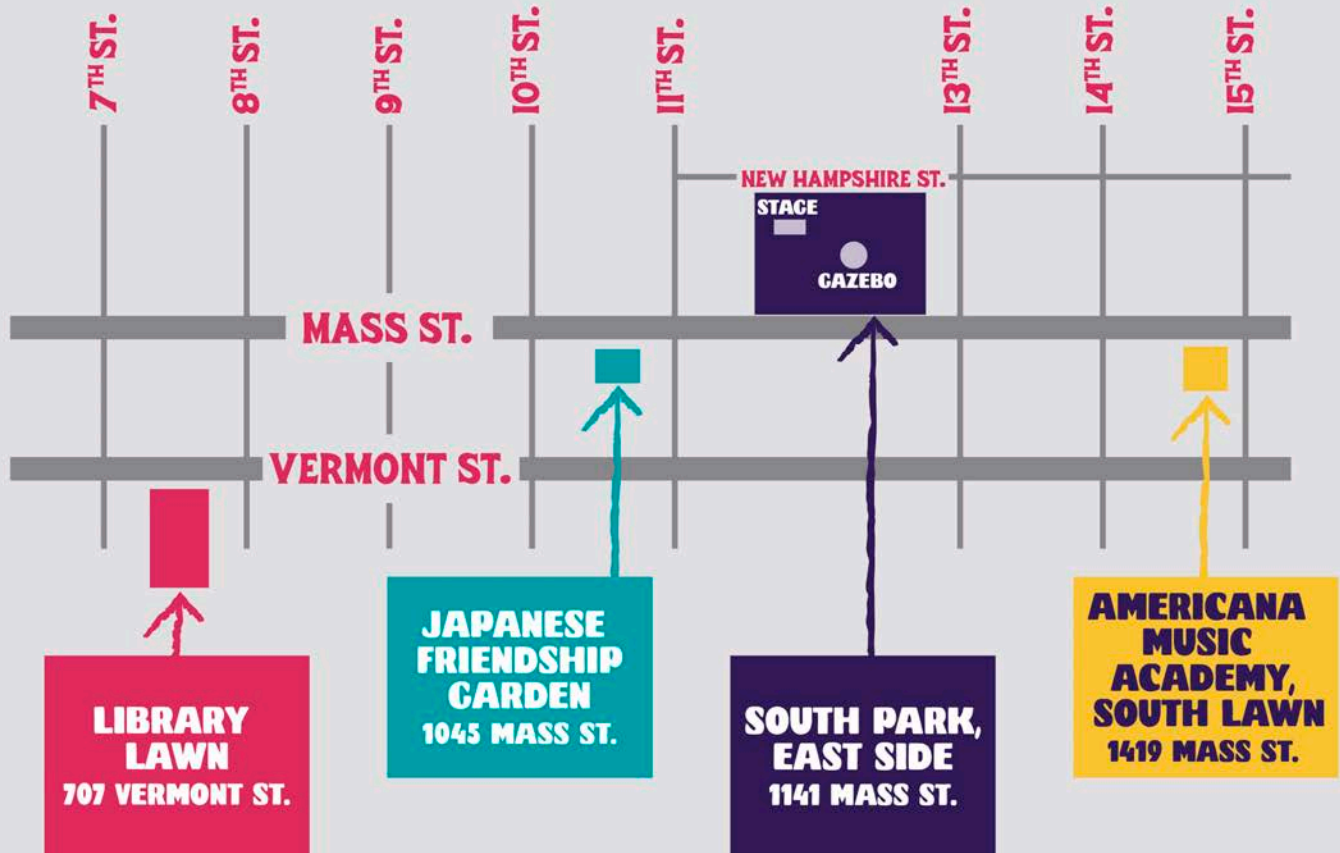 7TH ST.
8TH ST.
9TH ST.
10TH ST.
11TH ST.
13TH ST.
14TH ST.
15TH ST.
NEW HAMPSHIRE ST.
STAGE
GAZEBO
MASS ST.
VERMONT ST.
LIBRARY
LAWN
707 VERMONT ST.
JAPANESE
FRIENDSHIP
GARDEN
1045 MASS ST.
SOUTH PARK,
EAST SIDE
1141 MASS ST.
AMERICANA
MUSIC
ACADEMY,
SOUTH LAWN
1419 MASS ST.